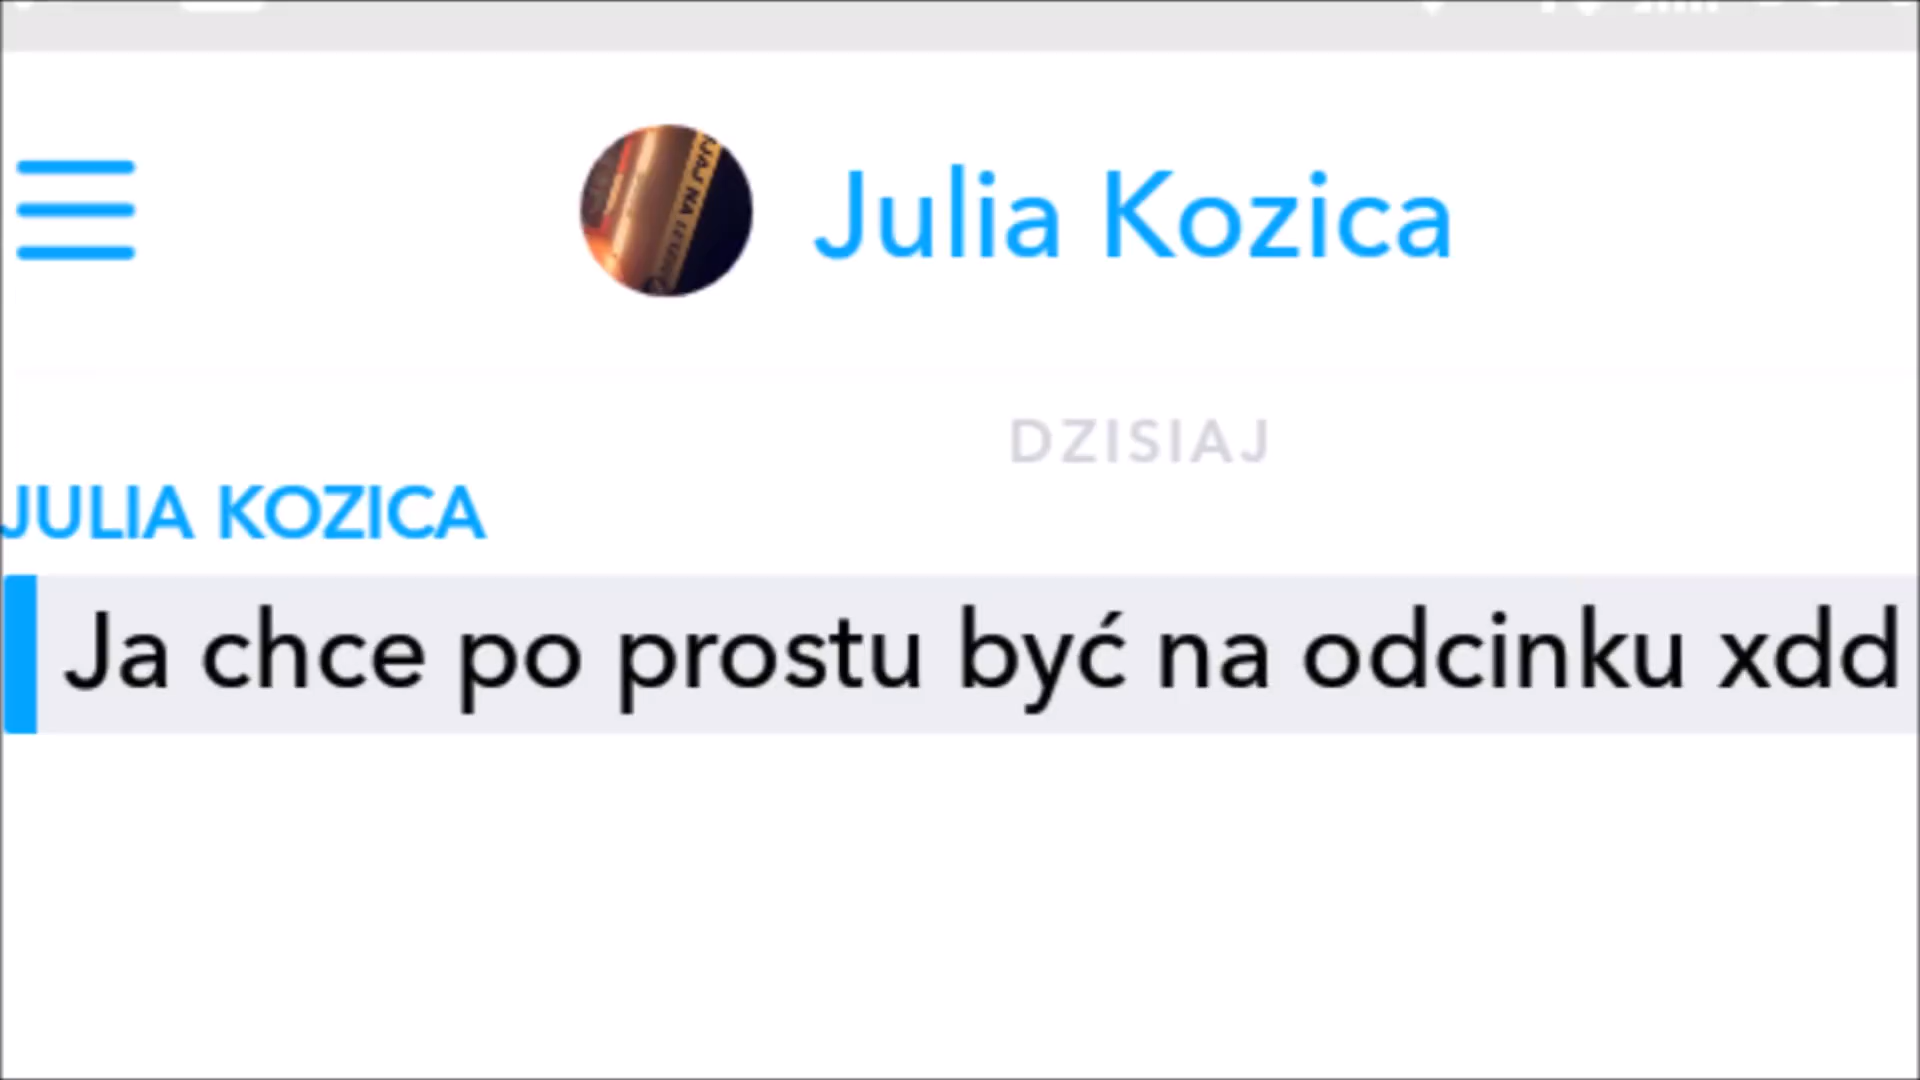 Julia Kozica
DZISIAJ
JULIA KOZICA
Ja chce po prostu być na odcinku xdd